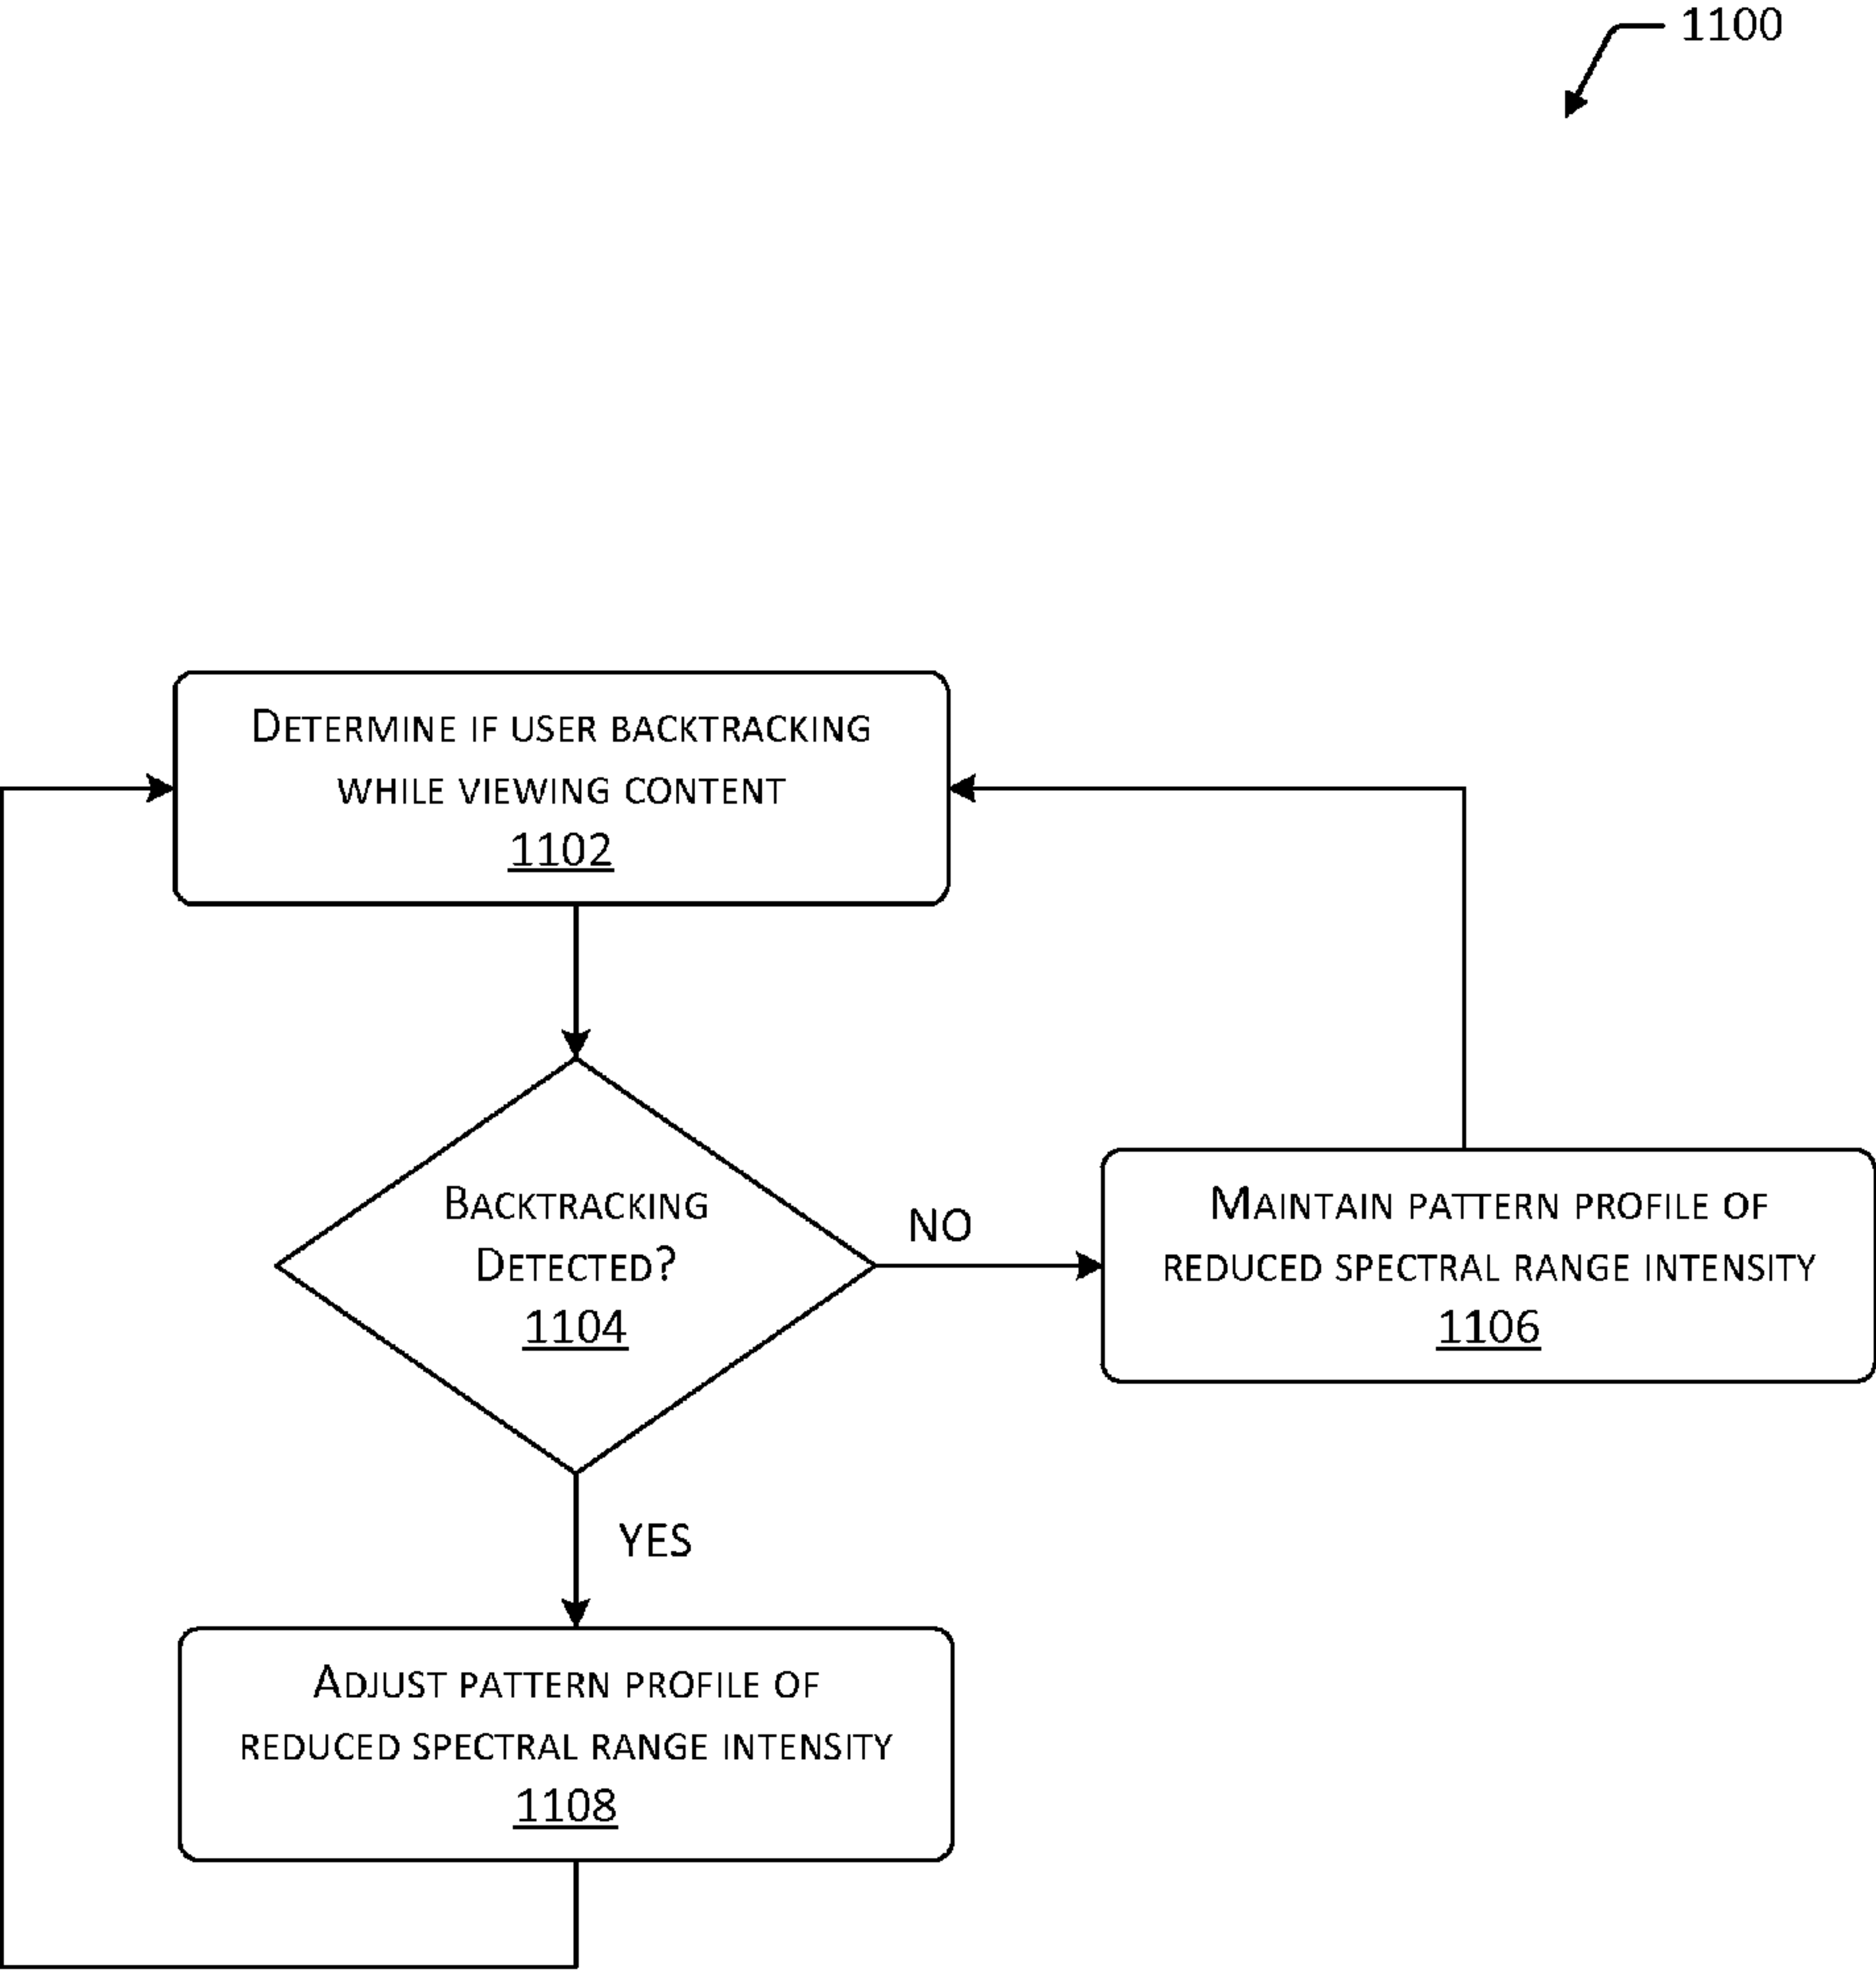 1100
Determine if user backtracking
while viewing content
1102
Backtracking
Detected?
1104
NO
Maintain pattern profile of
reduced spectral range intensity
1106
YES
Adjust pattern profile of
reduced spectral range intensity
1108